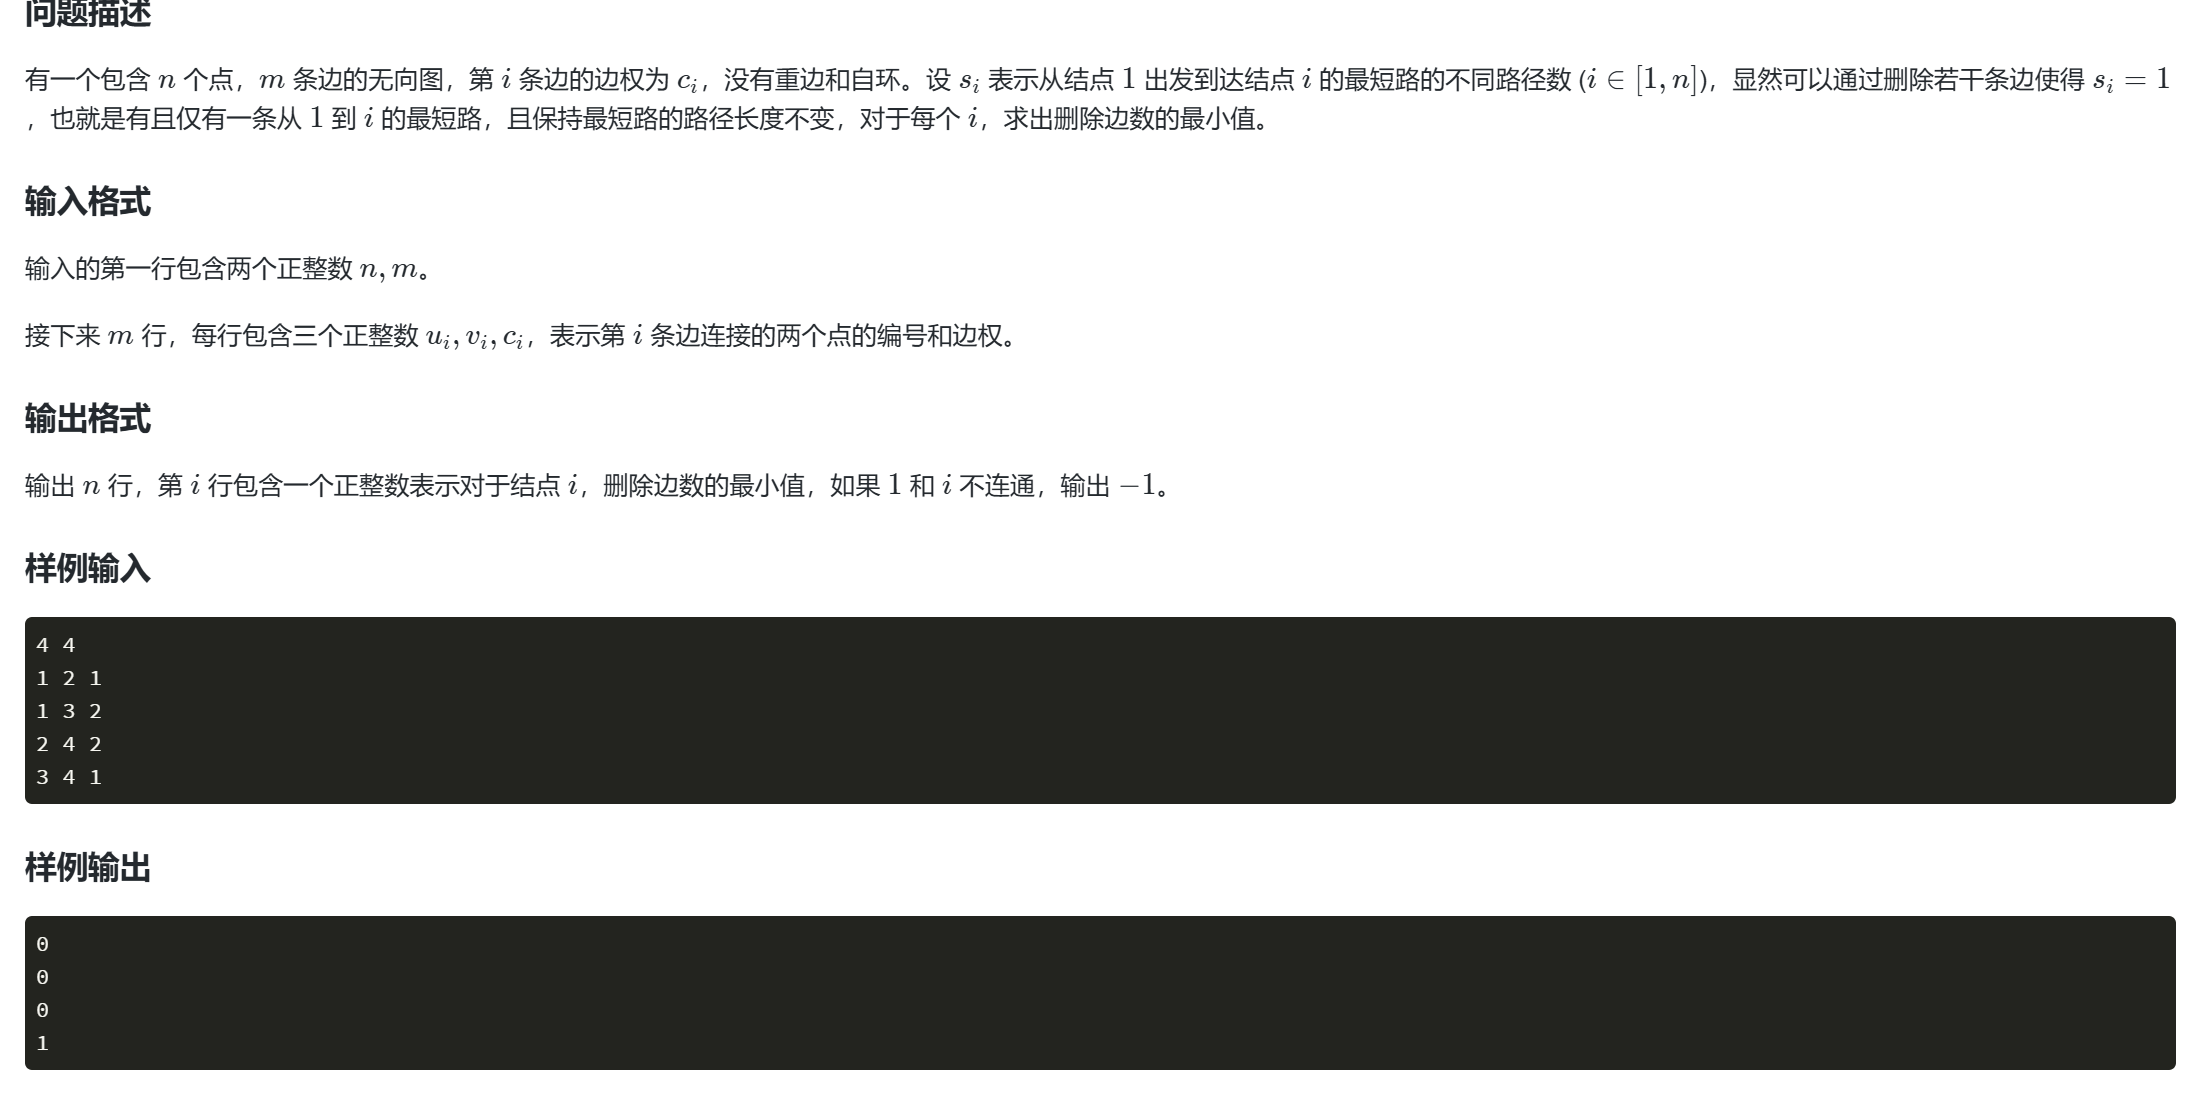 问题描述
有一个包含 n 个点，m 条边的无向图，第 i 条边的边权为 c_i，没有重边和自环。设 s_i 表示从结点 1 出发到达结点 i 的最短路的不同路径数 (i ∈ [1, n])，显然可以通过删除若干条边使得 s_i = 1
，也就是有且仅有一条从 1 到 i 的最短路，且保持最短路的路径长度不变，对于每个 i，求出删除边数的最小值。
输入格式
输入的第一行包含两个正整数 n, m。
接下来 m 行，每行包含三个正整数 u_i, v_i, c_i，表示第 i 条边连接的两个点的编号和边权。
输出格式
输出 n 行，第 i 行包含一个正整数表示对于结点 i，删除边数的最小值，如果 1 和 i 不连通，输出 −1。
样例输入
4 4
1 2 1
1 3 2
2 4 2
3 4 1
样例输出
0
0
0
1